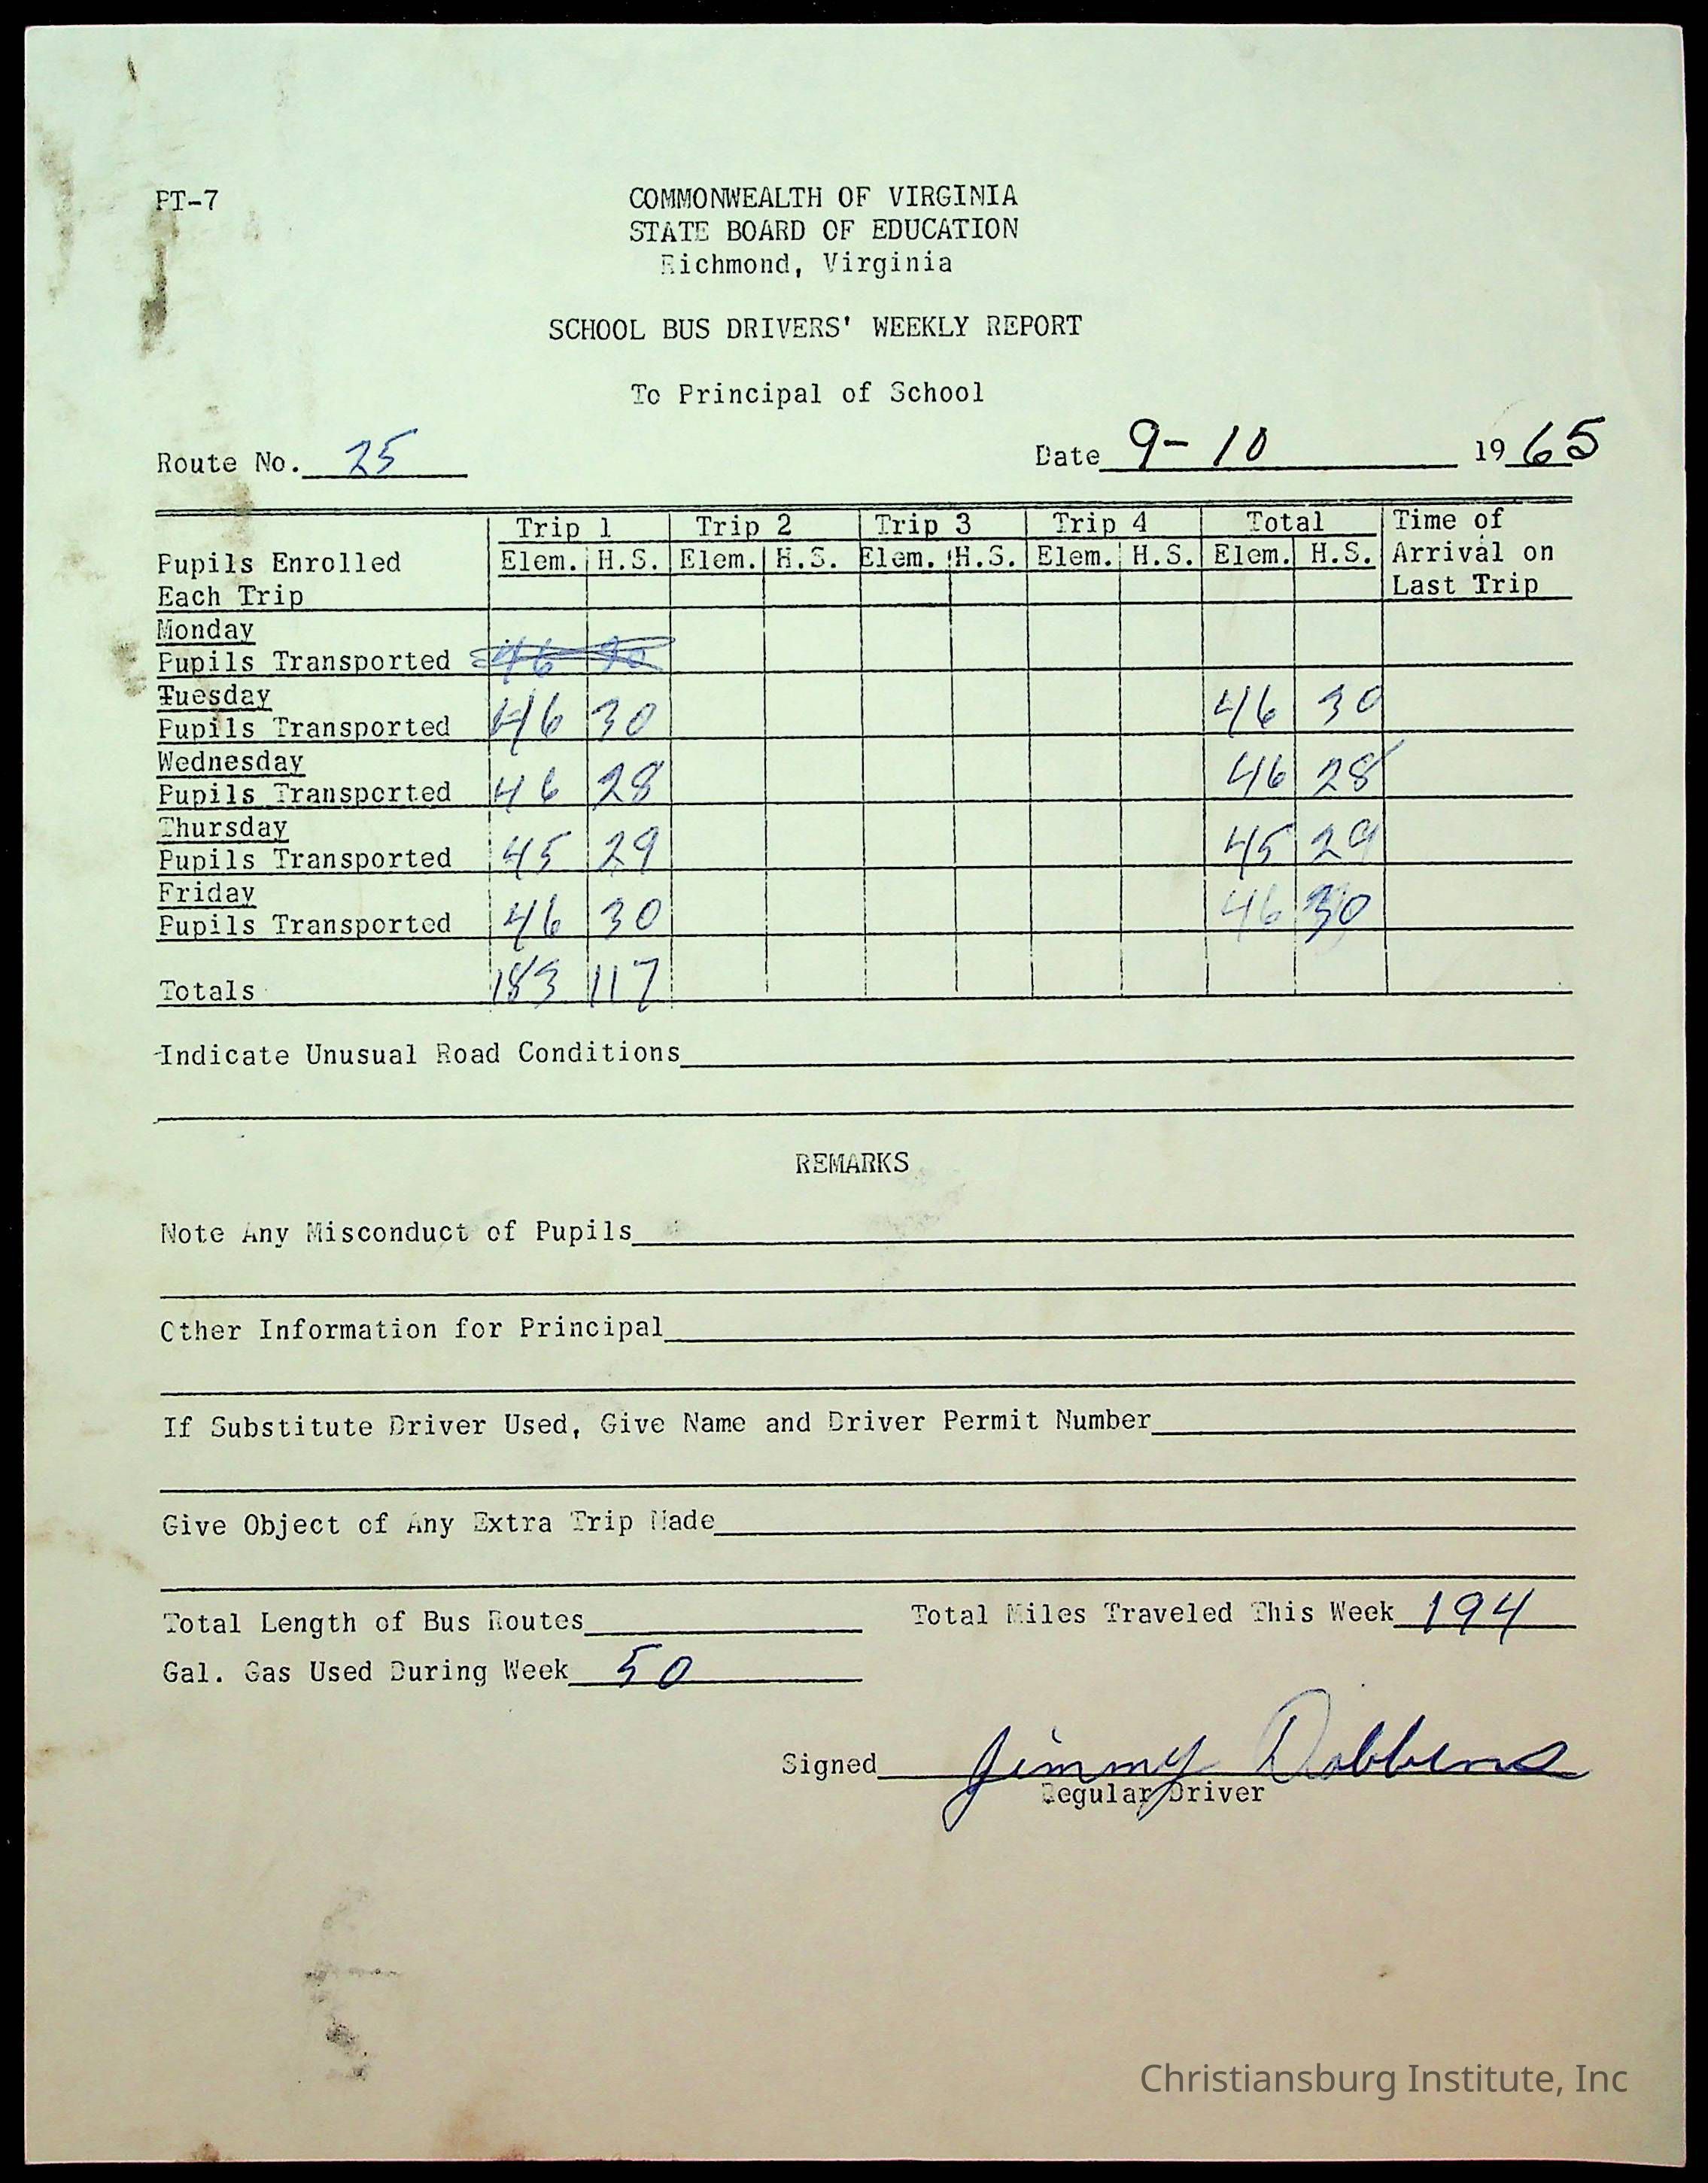 PT-7
COMMONWEALTH OF VIRGINIA
STATE BOARD OF EDUCATION
Richmond, Virginia
SCHOOL BUS DRIVERS' WEEKLY REPORT
To Principal of School
Route No. 25 Date 9-10 1965
Trip 1 Trip 2 Trip 3 Trip 4 Total Time of
Pupils Enrolled Elem. H.S. Elem. H.S. Elem. H.S. Elem. H.S. Elem. H.S. Arrival on
Each Trip Last Trip
Monday
Pupils Transported 46 30
Tuesday
Pupils Transported 46 30 46 30
Wednesday
Pupils Transported 46 28 46 28
Thursday
Pupils Transported 45 29 45 29
Friday
Pupils Transported 46 30 46 30
Totals 183 117
Indicate Unusual Road Conditions
REMARKS
Note Any Misconduct of Pupils
Other Information for Principal
If Substitute Driver Used, Give Name and Driver Permit Number
Give Object of Any Extra Trip Made
Total Length of Bus Routes Total Miles Traveled This Week 194
Gal. Gas Used During Week 50
Signed Jimmy Dobbens
Regular Driver
Christiansburg Institute, Inc